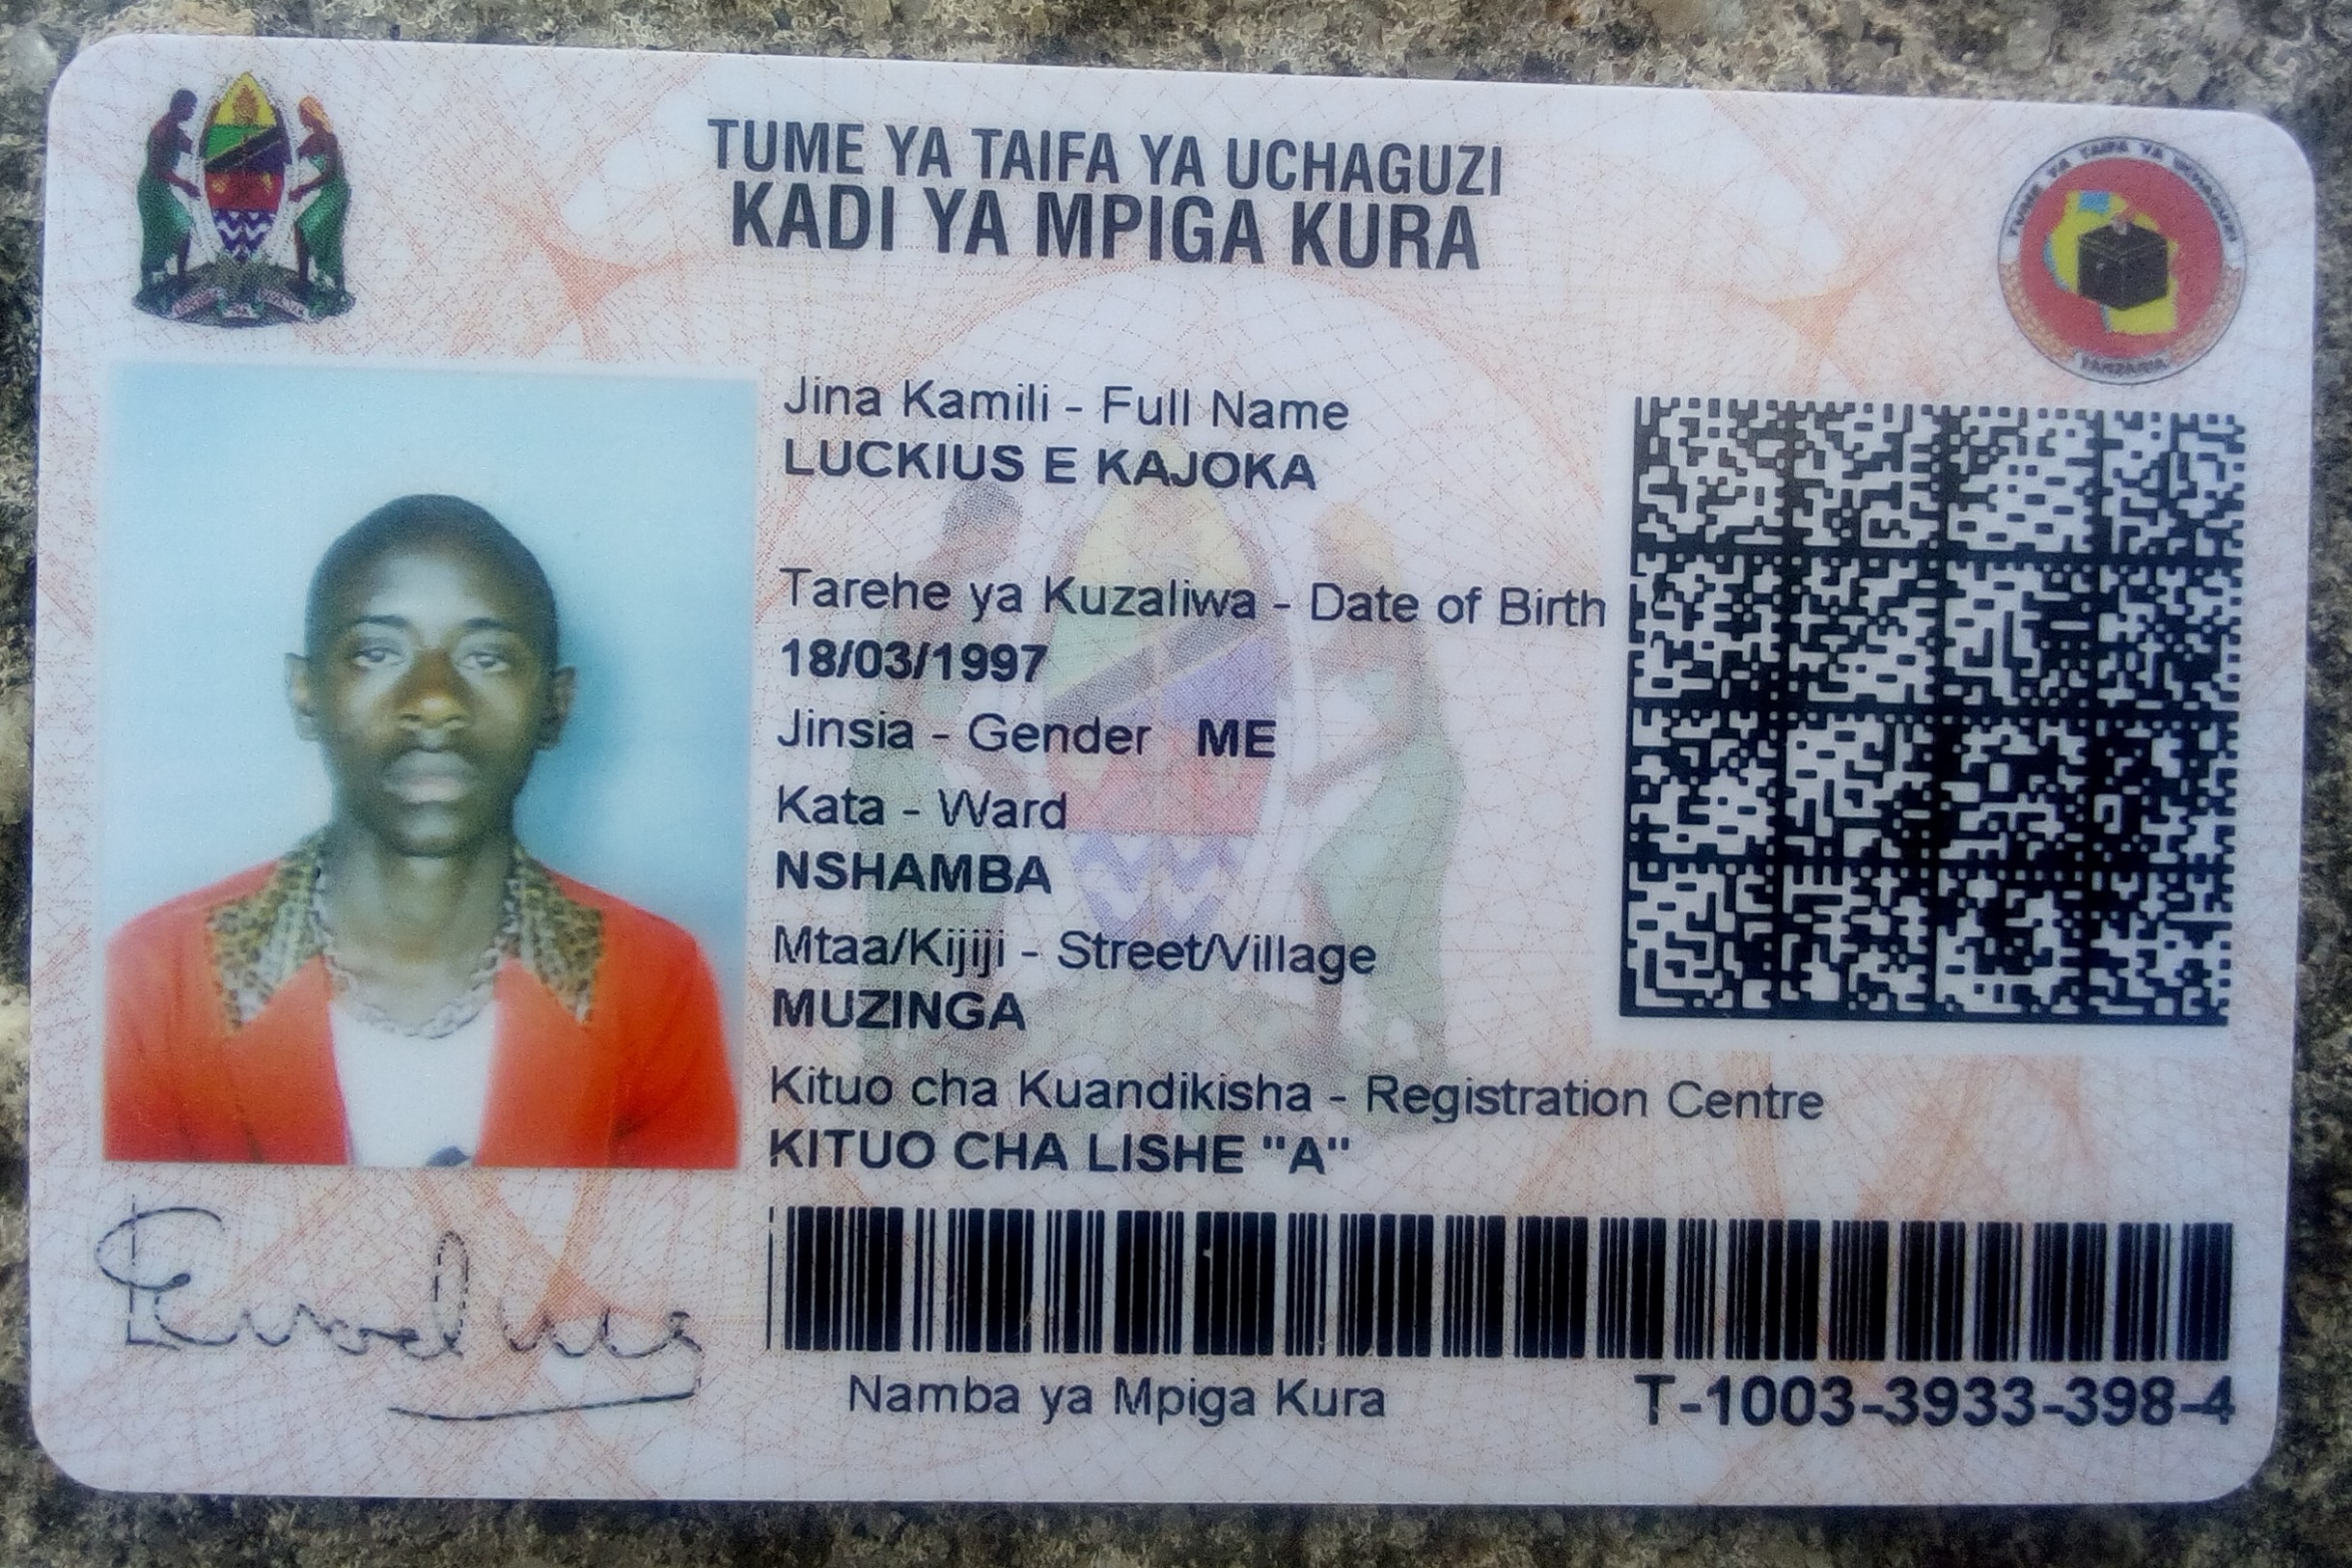 TUME YA TAIFA YA UCHAGUZI
KADI YA MPIGA KURA
TUME YA TAIFA YA UCHAGUZI
TANZANIA
Jina Kamili - Full Name
LUCKIUS E KAJOKA
Tarehe ya Kuzaliwa - Date of Birth
18/03/1997
Jinsia - Gender ME
Kata - Ward
NSHAMBA
Mtaa/Kijiji - Street/Village
MUZINGA
Kituo cha Kuandikisha - Registration Centre
KITUO CHA LISHE "A"
Namba ya Mpiga Kura T-1003-3933-398-4